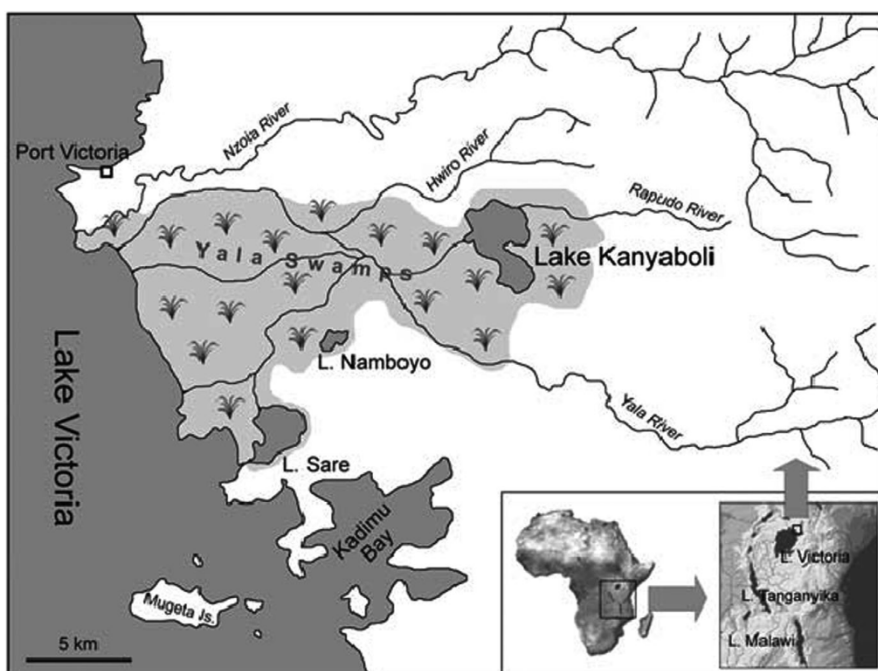 Port Victoria
Nzoia River
Hwiro River
Rapudo River
Yala Swamps
Lake Kanyaboli
L. Namboyo
Lake Victoria
Yala River
L. Sare
Kadimu
Bay
Mugeta Js.
5 km
L. Victoria
L. Tanganyika
L. Malawi